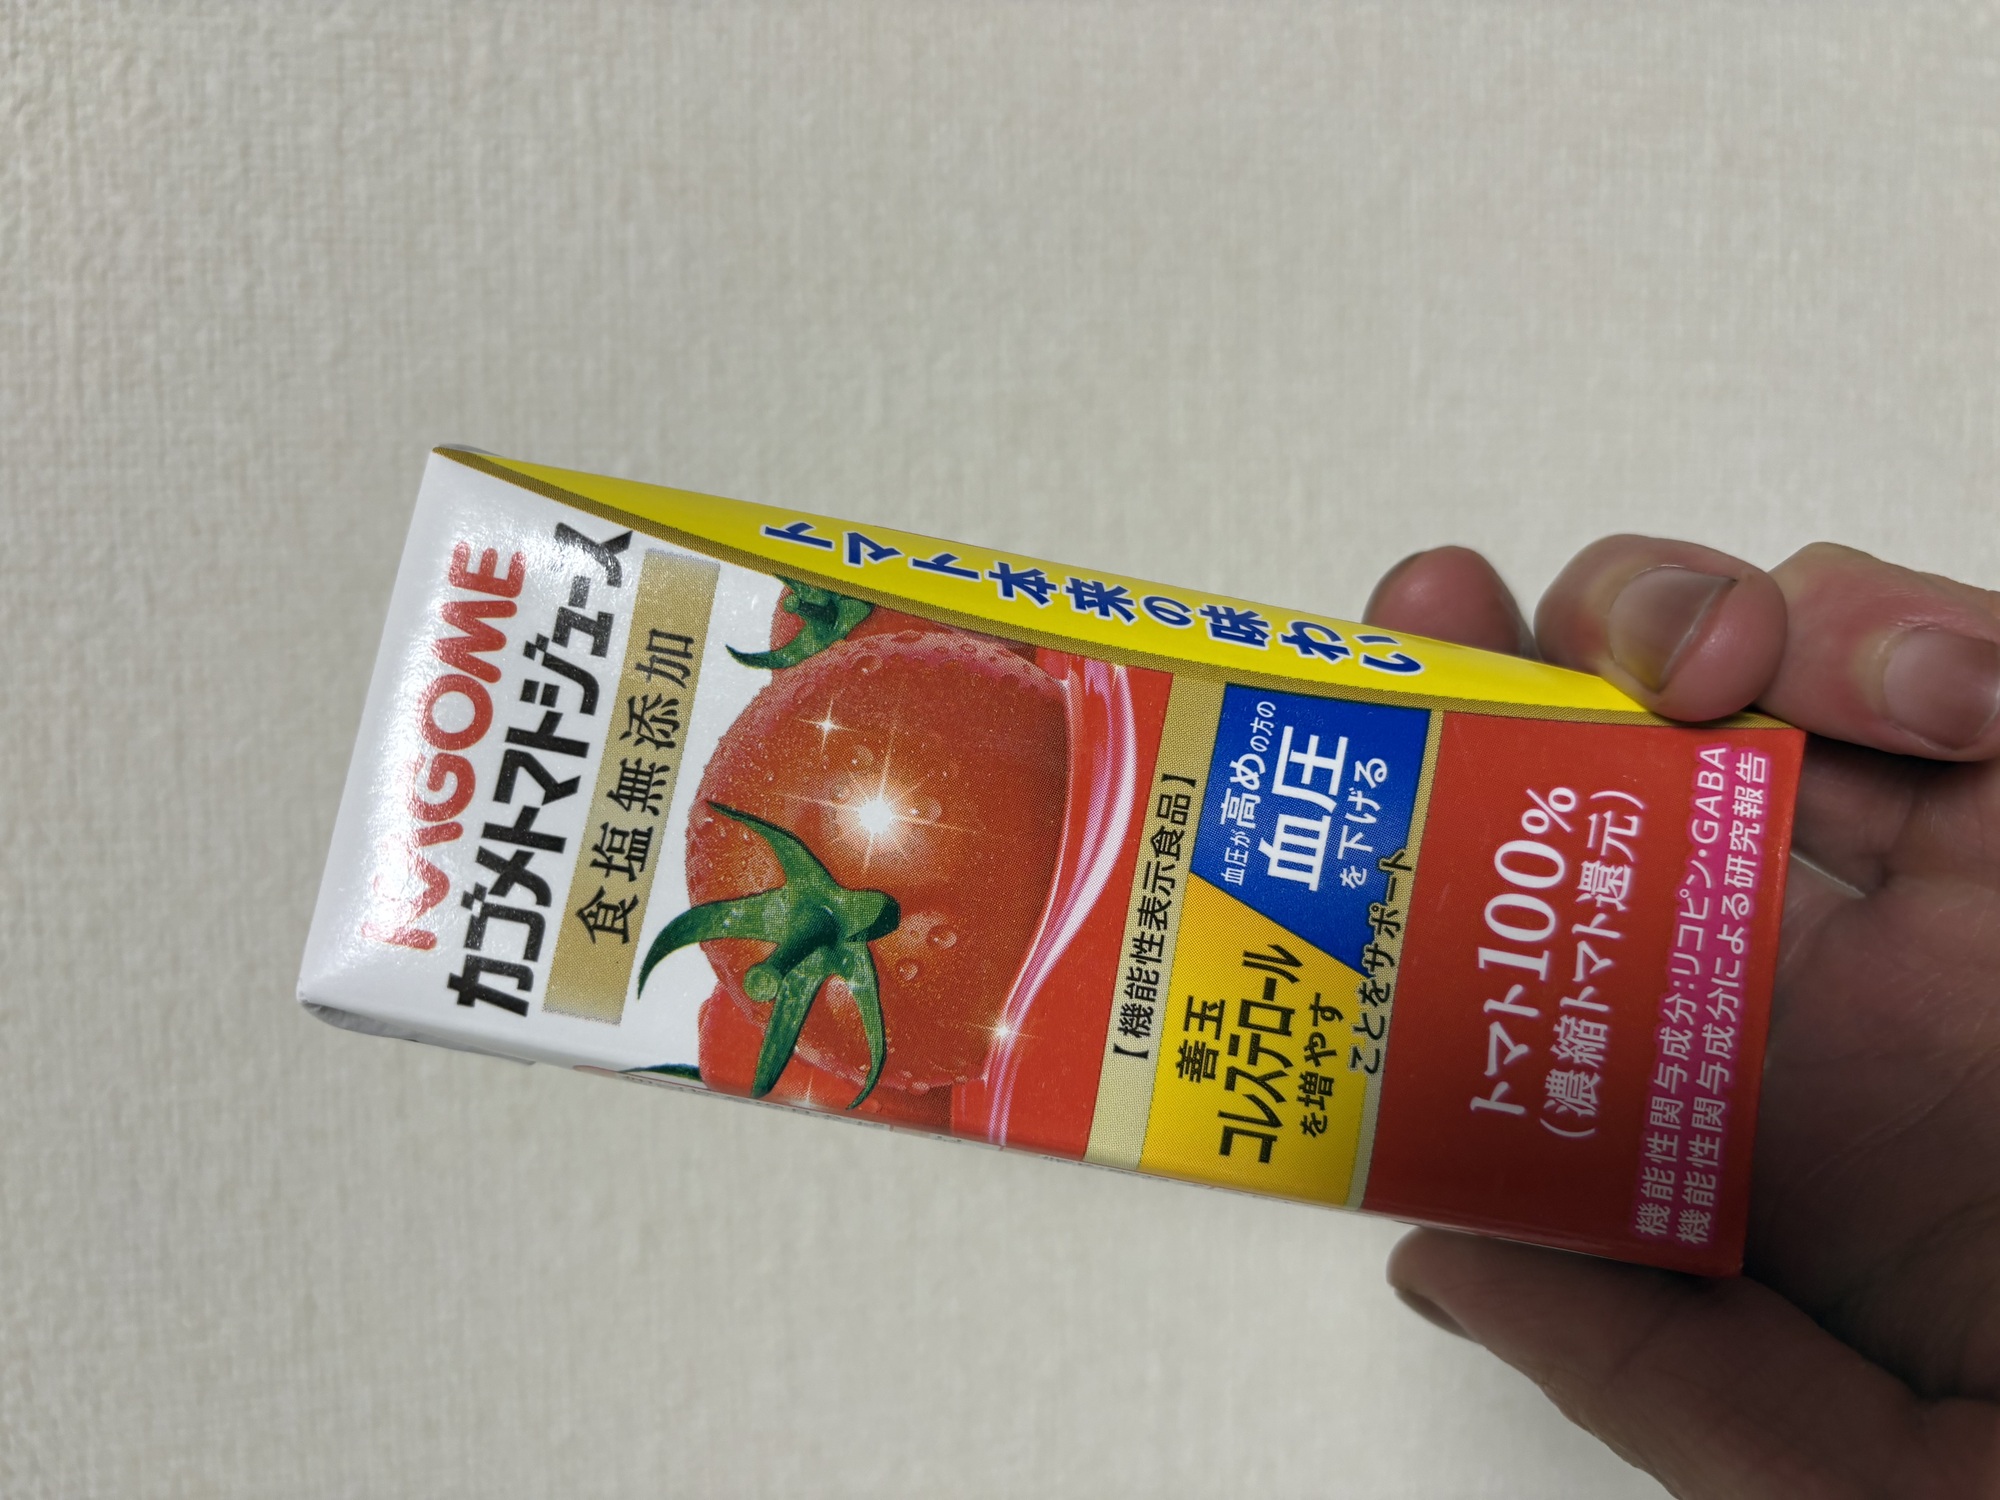 KAGOME
カゴメトマトジュース
食塩無添加
トマト本来の味わい
【機能性表示食品】
血圧が高めの方の
血圧
を下げる
善玉
コレステロール
を増やす
ことをサポート
トマト100%
(濃縮トマト還元)
機能性関与成分:リコピン・GABA
機能性関与成分による研究報告